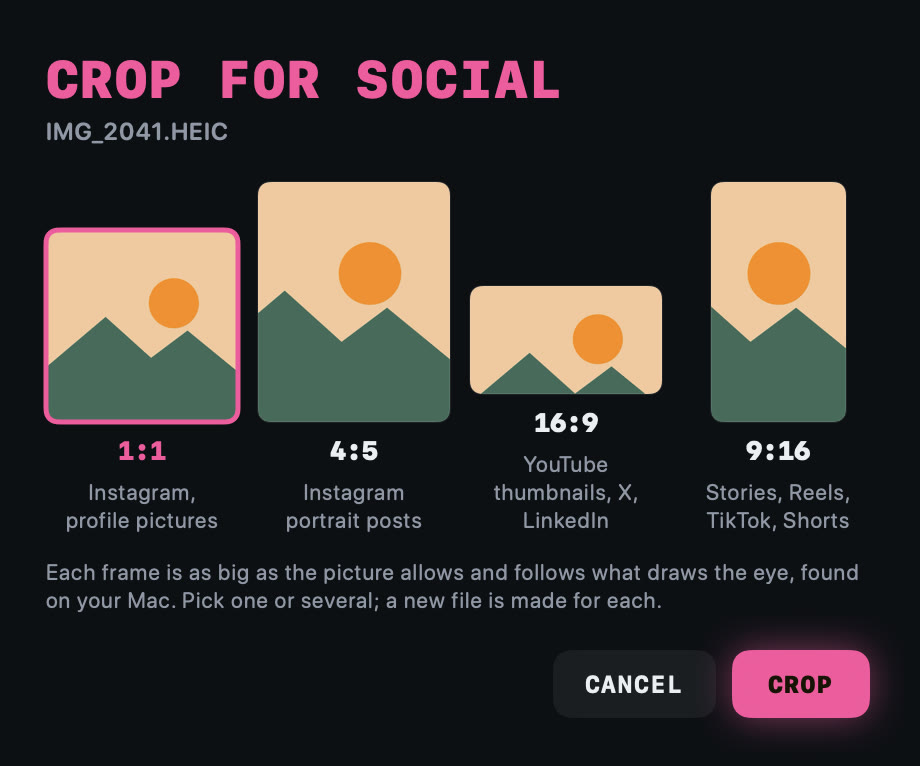 CROP FOR SOCIAL
IMG_2041.HEIC
1:1
Instagram,
profile pictures
4:5
Instagram
portrait posts
16:9
YouTube
thumbnails, X,
LinkedIn
9:16
Stories, Reels,
TikTok, Shorts
Each frame is as big as the picture allows and follows what draws the eye, found
on your Mac. Pick one or several; a new file is made for each.
CANCEL
CROP